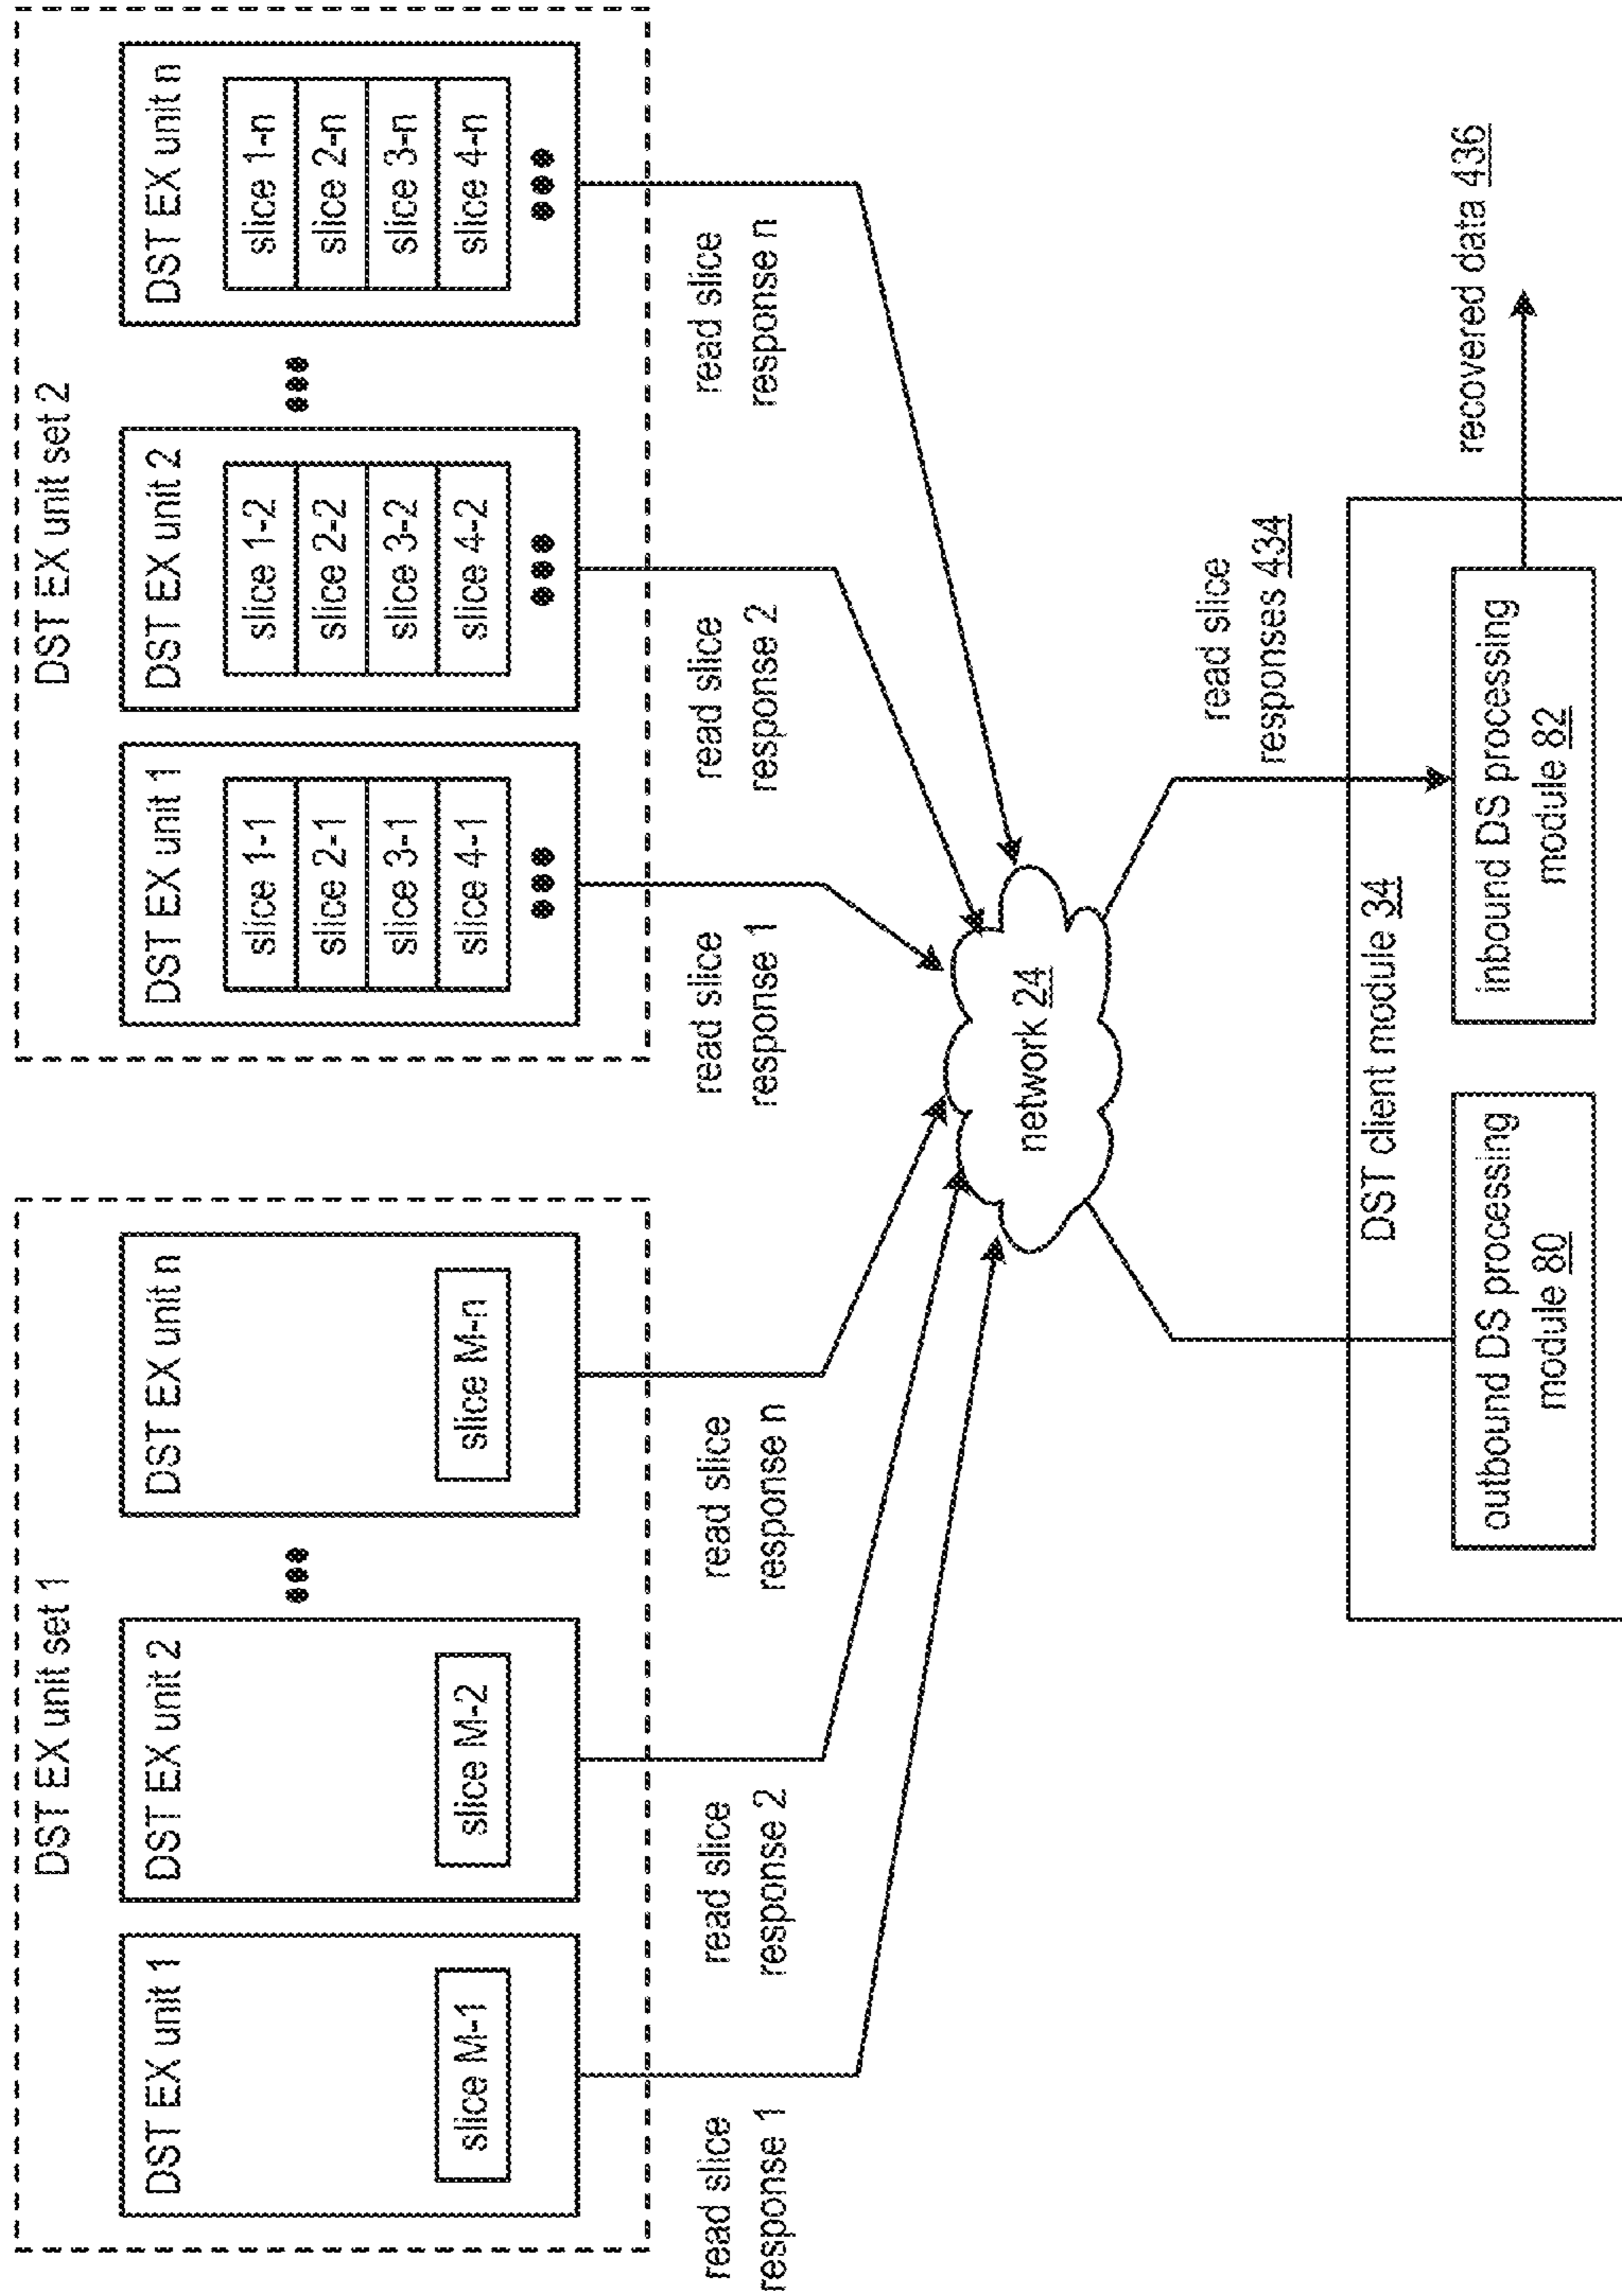 DST EX unit set 1
DST EX unit 1
slice M-1
DST EX unit 2
slice M-2
DST EX unit n
slice M-n
read slice
response 1
read slice
response 2
read slice
response n
DST EX unit set 2
DST EX unit 1
slice 1-1
slice 2-1
slice 3-1
slice 4-1
DST EX unit 2
slice 1-2
slice 2-2
slice 3-2
slice 4-2
DST EX unit n
slice 1-n
slice 2-n
slice 3-n
slice 4-n
read slice
response 1
read slice
response 2
read slice
response n
network 24
read slice
responses 434
DST client module 34
outbound DS processing
module 80
inbound DS processing
module 82
recovered data 436